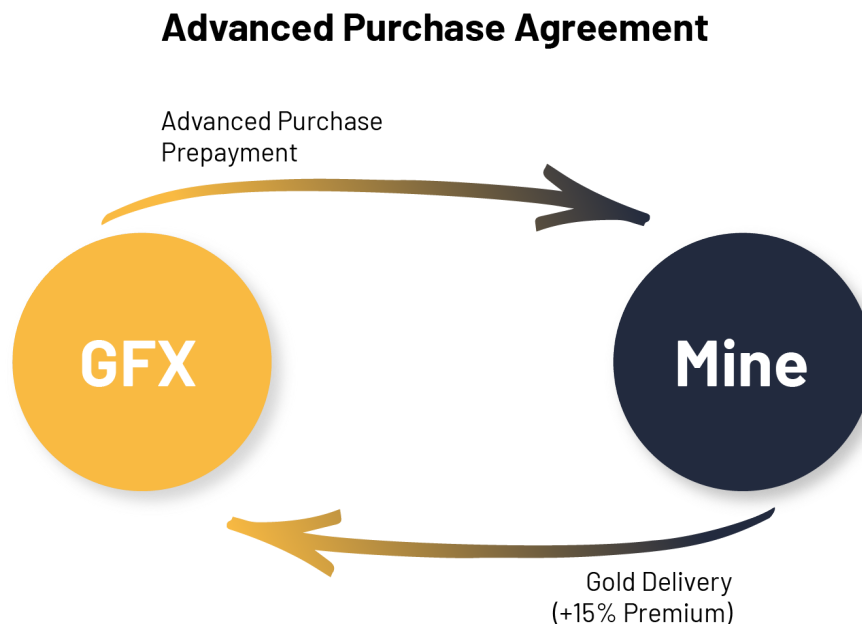 Advanced Purchase Agreement
Advanced Purchase
Prepayment
GFX
Mine
Gold Delivery
(+15% Premium)